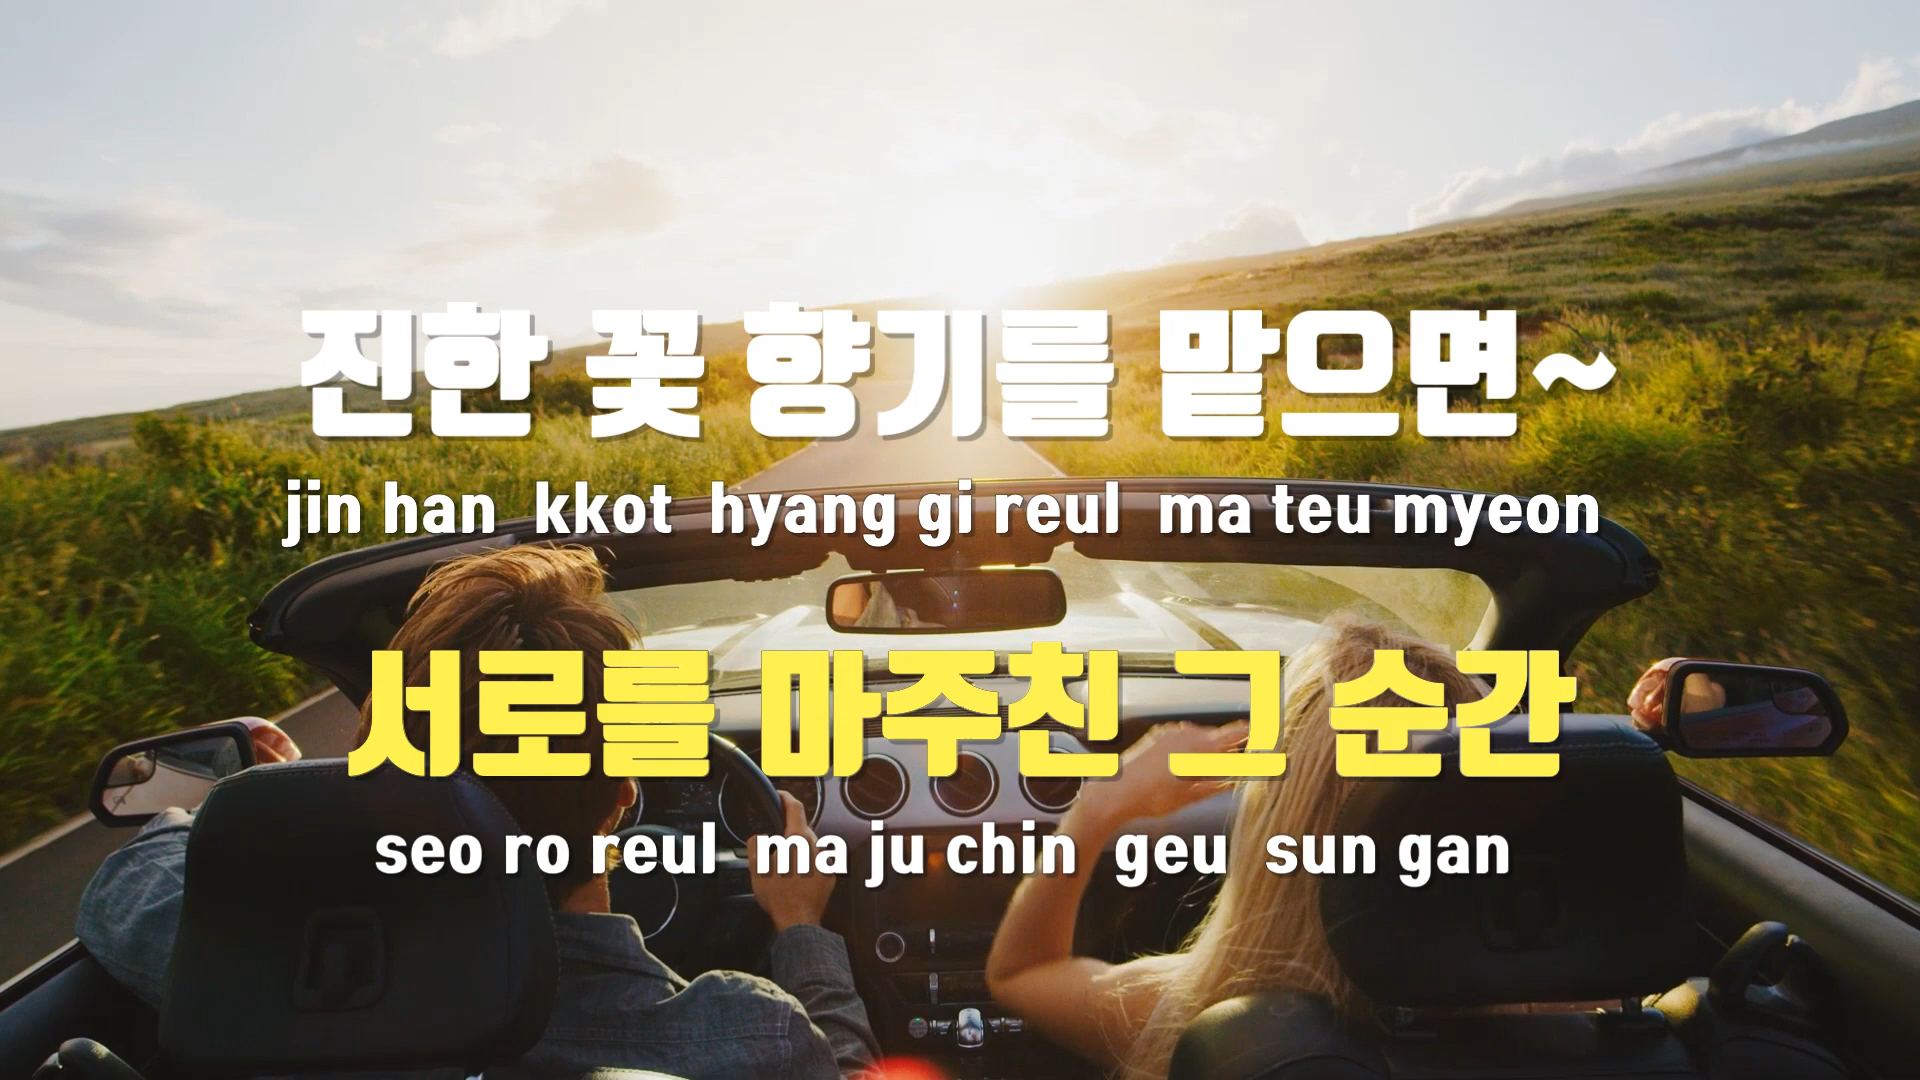 진한 꽃 향기를 맡으면~
jin han kkot hyang gi reul ma teu myeon
서로를 마주친 그 순간
seo ro reul ma ju chin geu sun gan